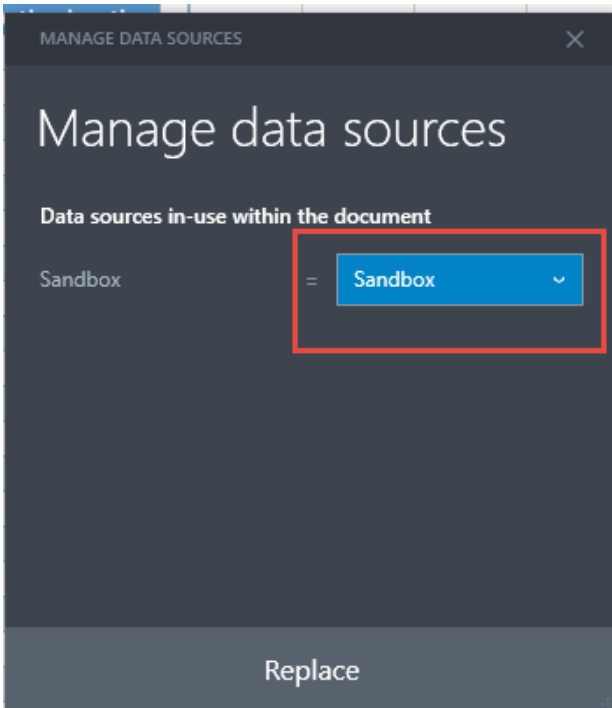 MANAGE DATA SOURCES
Manage data sources
Data sources in-use within the document
Sandbox = Sandbox
Replace